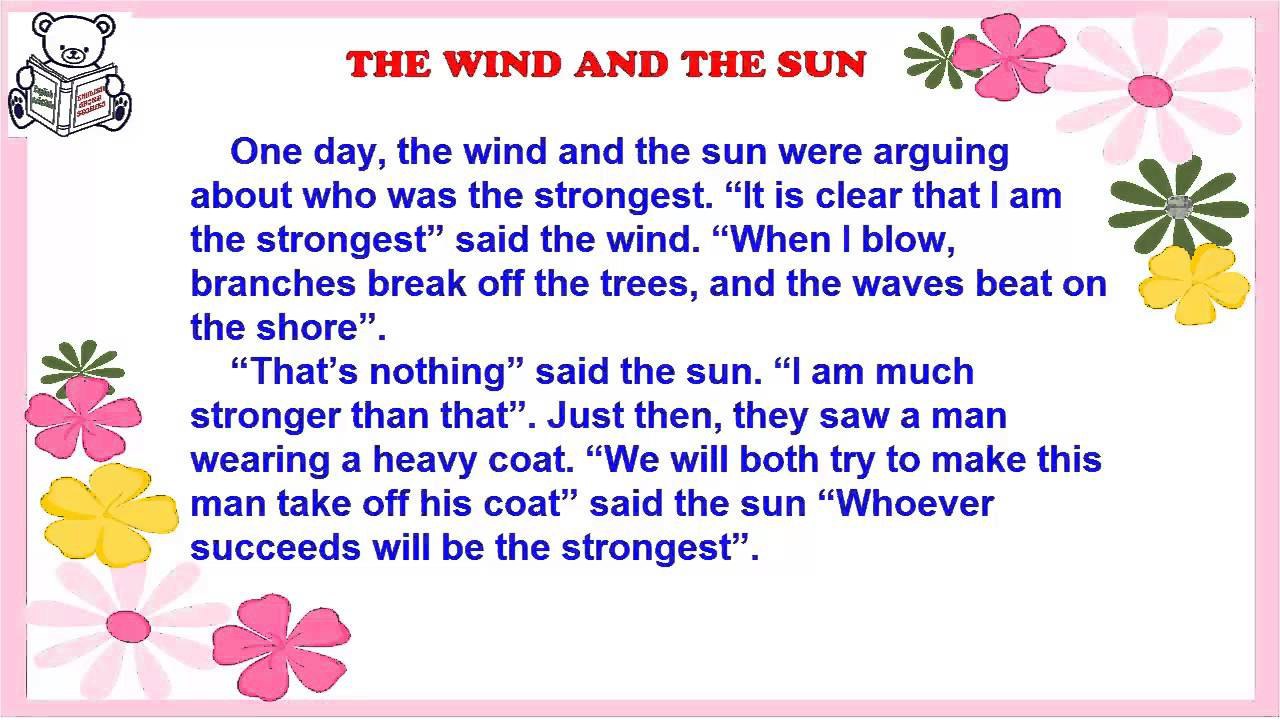 THE WIND AND THE SUN
One day, the wind and the sun were arguing
about who was the strongest. “It is clear that I am
the strongest” said the wind. “When I blow,
branches break off the trees, and the waves beat on
the shore”.
“That’s nothing” said the sun. “I am much
stronger than that”. Just then, they saw a man
wearing a heavy coat. “We will both try to make this
man take off his coat” said the sun “Whoever
succeeds will be the strongest”.